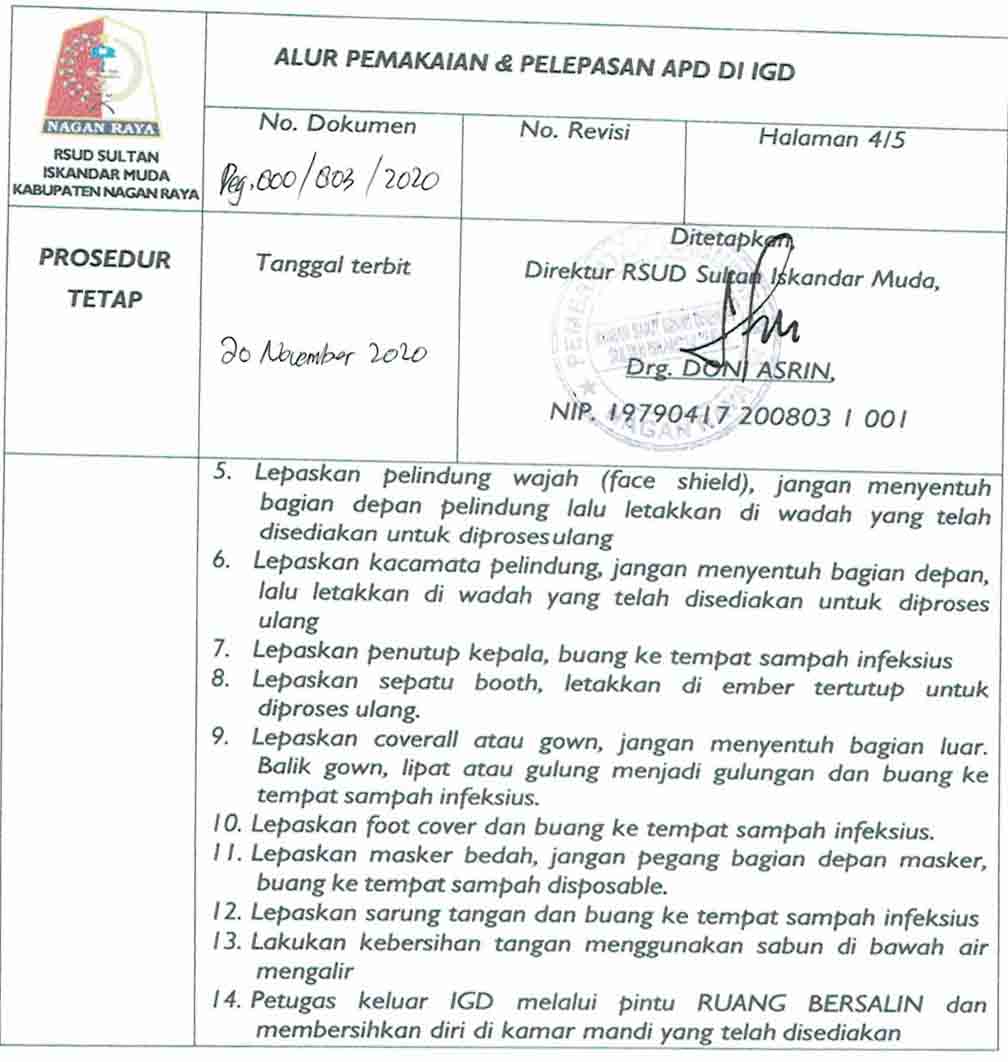 ALUR PEMAKAIAN & PELEPASAN APD DI IGD
NAGAN RAYA
RSUD SULTAN
ISKANDAR MUDA
KABUPATEN NAGAN RAYA
No. Dokumen
Peg.800/803/2020
No. Revisi
Halaman 4/5
PROSEDUR
TETAP
Tanggal terbit
20 November 2020
Ditetapkan
Direktur RSUD Sultan Iskandar Muda,
Drg. DONI ASRIN,
NIP. 19790417 200803 1 001
NAGAN RAYA
5. Lepaskan pelindung wajah (face shield), jangan menyentuh
bagian depan pelindung lalu letakkan di wadah yang telah
disediakan untuk diprosesulang
6. Lepaskan kacamata pelindung, jangan menyentuh bagian depan,
lalu letakkan di wadah yang telah disediakan untuk diproses
ulang
7. Lepaskan penutup kepala, buang ke tempat sampah infeksius
8. Lepaskan sepatu booth, letakkan di ember tertutup untuk
diproses ulang.
9. Lepaskan coverall atau gown, jangan menyentuh bagian luar.
Balik gown, lipat atau gulung menjadi gulungan dan buang ke
tempat sampah infeksius.
10. Lepaskan foot cover dan buang ke tempat sampah infeksius.
11. Lepaskan masker bedah, jangan pegang bagian depan masker,
buang ke tempat sampah disposable.
12. Lepaskan sarung tangan dan buang ke tempat sampah infeksius
13. Lakukan kebersihan tangan menggunakan sabun di bawah air
mengalir
14. Petugas keluar IGD melalui pintu RUANG BERSALIN dan
membersihkan diri di kamar mandi yang telah disediakan